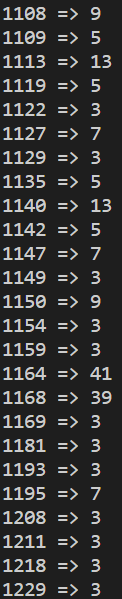 1108 => 9
1109 => 5
1113 => 13
1119 => 5
1122 => 3
1127 => 7
1129 => 3
1135 => 5
1140 => 13
1142 => 5
1147 => 7
1149 => 3
1150 => 9
1154 => 3
1159 => 3
1164 => 41
1168 => 39
1169 => 3
1181 => 3
1193 => 3
1195 => 7
1208 => 3
1211 => 3
1218 => 3
1229 => 3